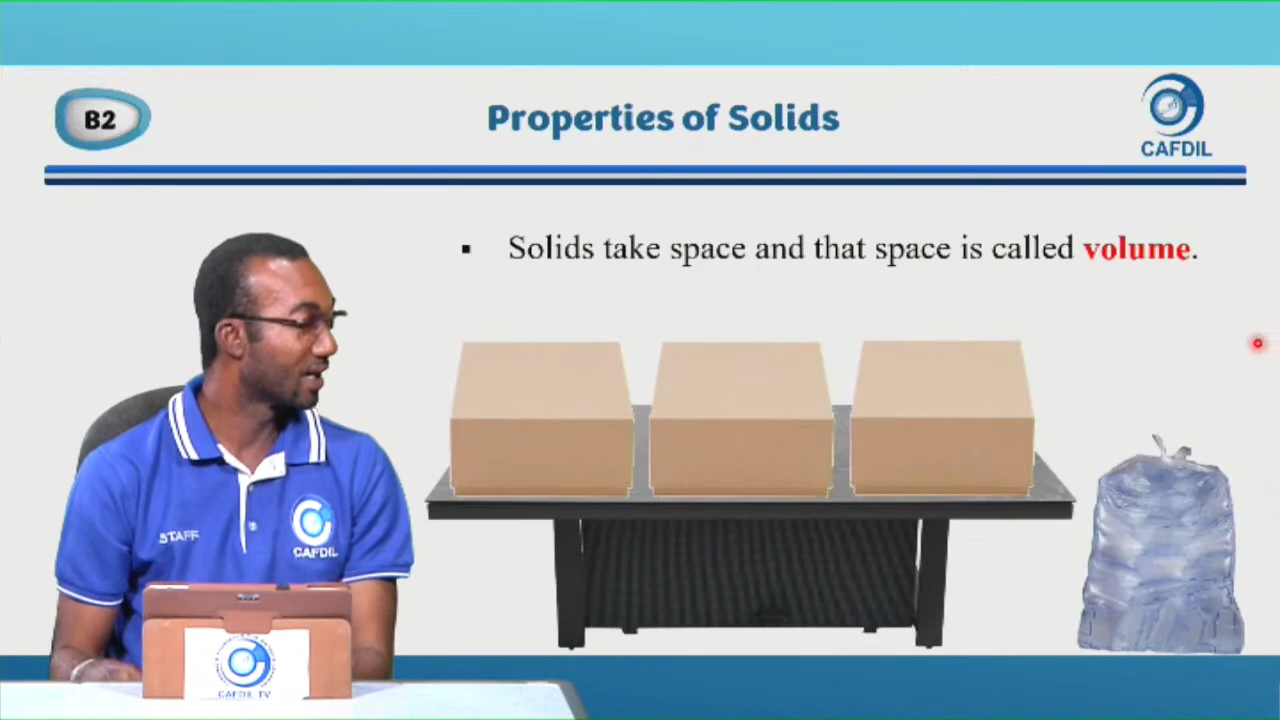 B2
Properties of Solids
CAFDIL
▪ Solids take space and that space is called volume.
STAFF
CAFDIL
CAFDIL TV